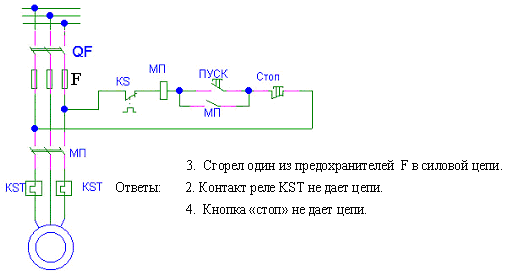 QF
F
KS
МП
ПУСК
Стоп
МП
МП
KST
KST
Ответы:
3. Сгорел один из предохранителей F в силовой цепи.
2. Контакт реле KST не дает цепи.
4. Кнопка «стоп» не дает цепи.